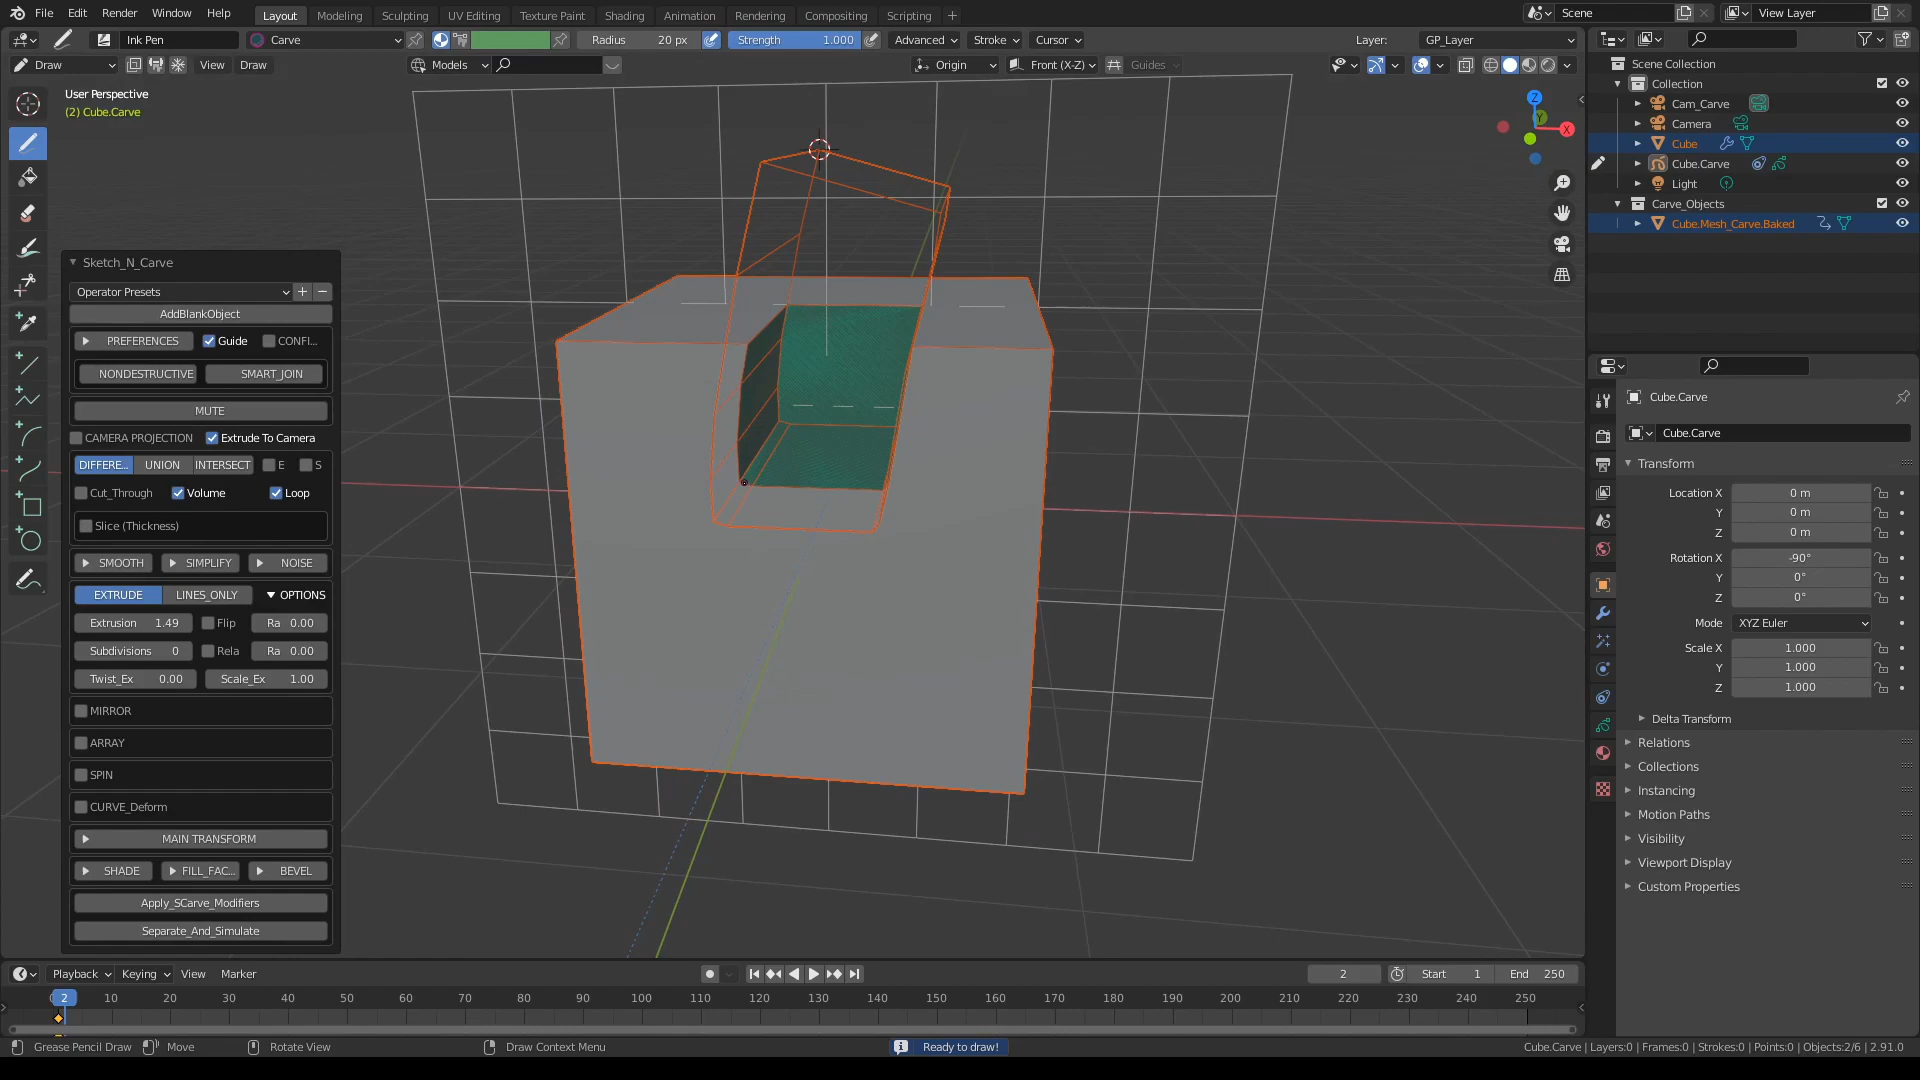 File Edit Render Window Help Layout Modeling Sculpting UV Editing Texture Paint Shading Animation Rendering Compositing Scripting + Scene View Layer
Ink Pen Carve Radius 20 px Strength 1.000 Advanced Stroke Cursor Layer: GP_Layer
Draw View Draw Models Origin Front (X-Z) Guides
User Perspective
(2) Cube.Carve
Z
Y
X
Sketch_N_Carve
Operator Presets + −
AddBlankObject
PREFERENCES Guide CONFI...
NONDESTRUCTIVE SMART_JOIN
MUTE
CAMERA PROJECTION Extrude To Camera
DIFFERE... UNION INTERSECT E S
Cut_Through Volume Loop
Slice (Thickness)
SMOOTH SIMPLIFY NOISE
EXTRUDE LINES_ONLY OPTIONS
Extrusion 1.49 Flip Ra 0.00
Subdivisions 0 Rela Ra 0.00
Twist_Ex 0.00 Scale_Ex 1.00
MIRROR
ARRAY
SPIN
CURVE_Deform
MAIN TRANSFORM
SHADE FILL_FAC... BEVEL
Apply_SCarve_Modifiers
Separate_And_Simulate
Scene Collection
Collection
Cam_Carve
Camera
Cube
Cube.Carve
Light
Carve_Objects
Cube.Mesh_Carve.Baked
Cube.Carve
Cube.Carve
Transform
Location X 0 m
Y 0 m
Z 0 m
Rotation X -90°
Y 0°
Z 0°
Mode XYZ Euler
Scale X 1.000
Y 1.000
Z 1.000
Delta Transform
Relations
Collections
Instancing
Motion Paths
Visibility
Viewport Display
Custom Properties
Playback Keying View Marker 2 Start 1 End 250
2 10 20 30 40 50 60 70 80 90 100 110 120 130 140 150 160 170 180 190 200 210 220 230 240 250
Grease Pencil Draw Move Rotate View Draw Context Menu Ready to draw! Cube.Carve | Layers:0 | Frames:0 | Strokes:0 | Points:0 | Objects:2/6 | 2.91.0